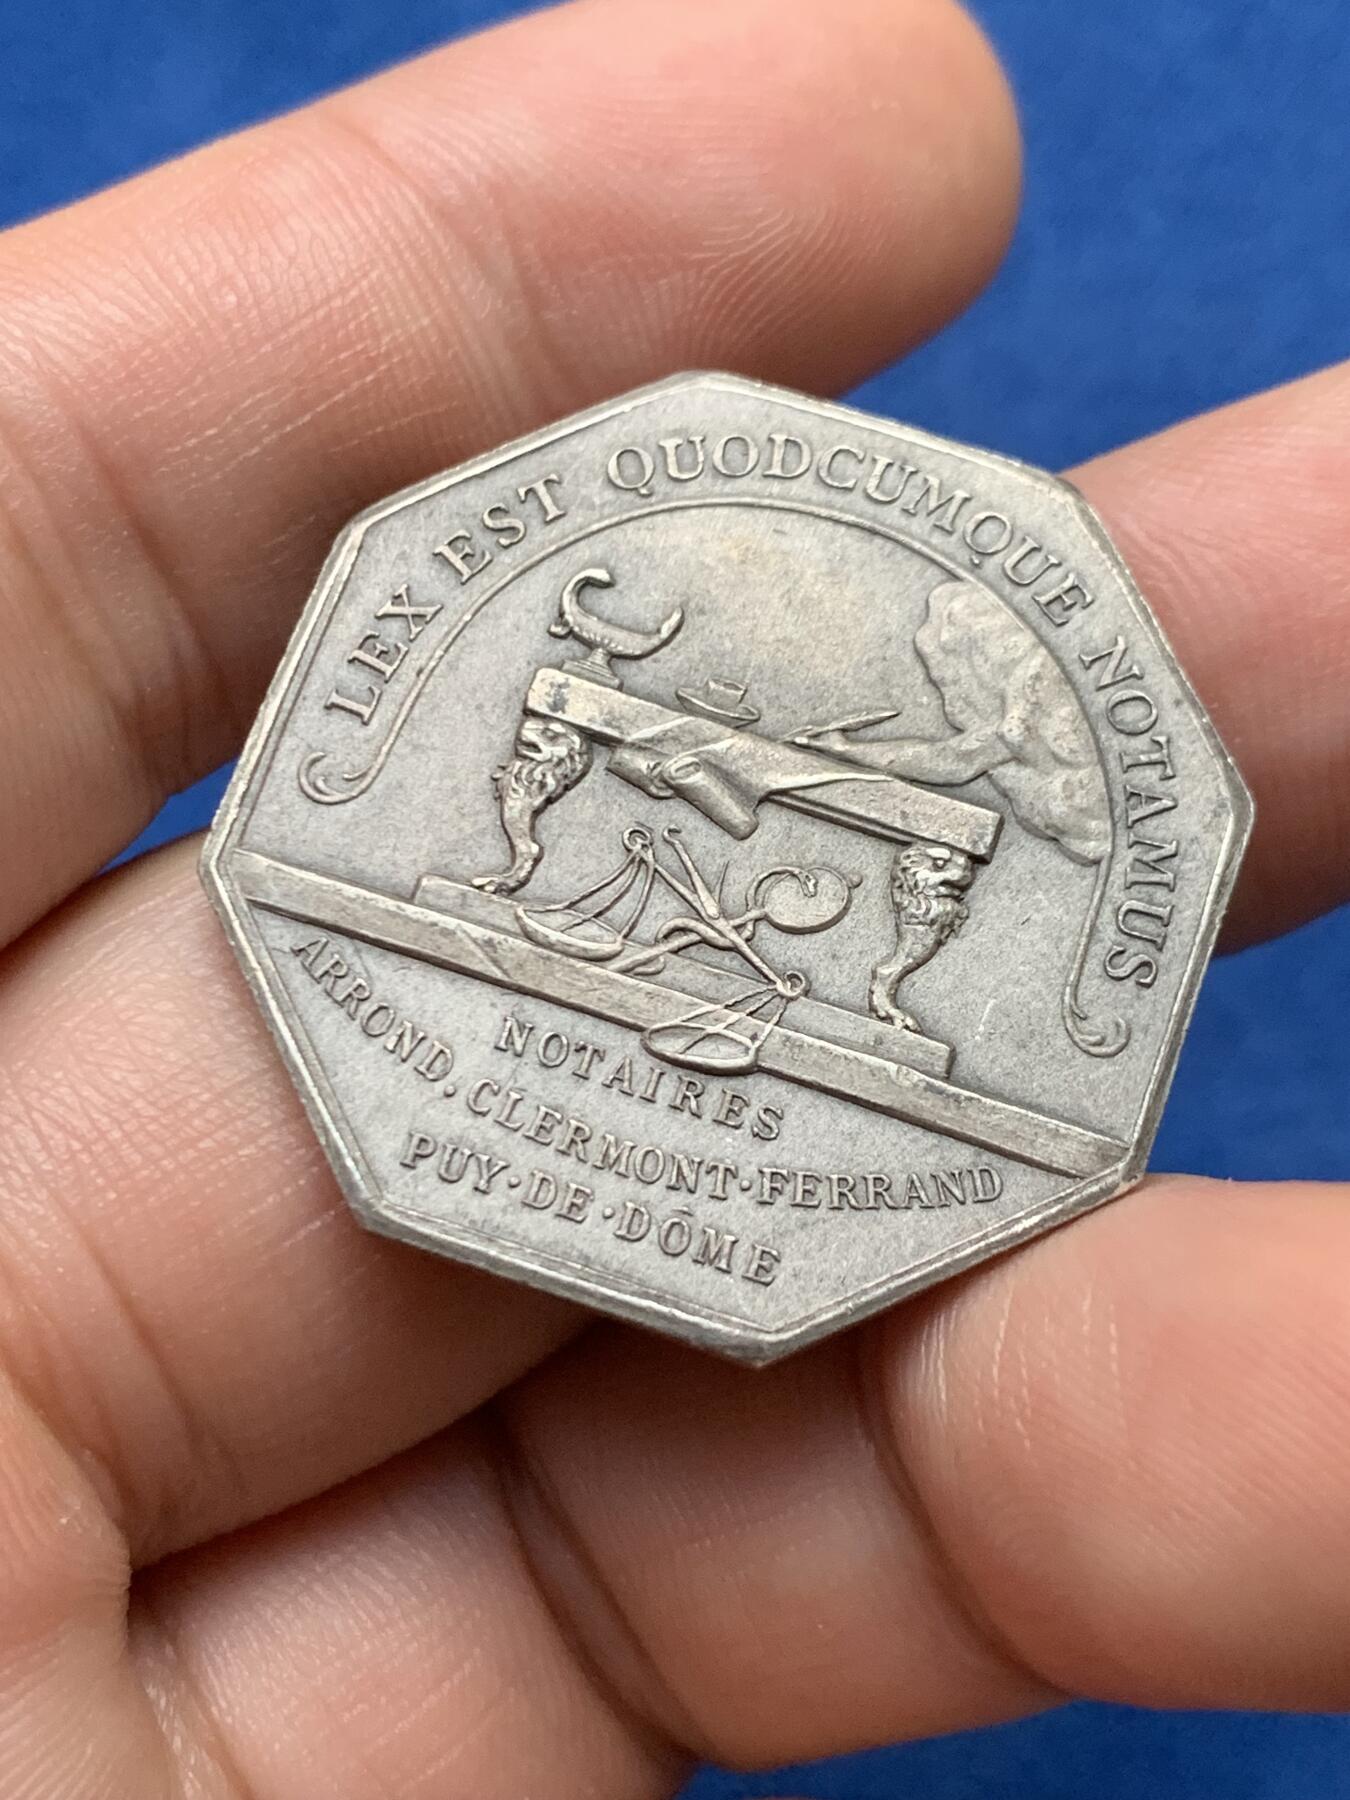 LEX EST QUODCUMQUE NOTAMUS
NOTAIRES
ARROND. CLERMONT·FERRAND
PUY·DE·DÔME